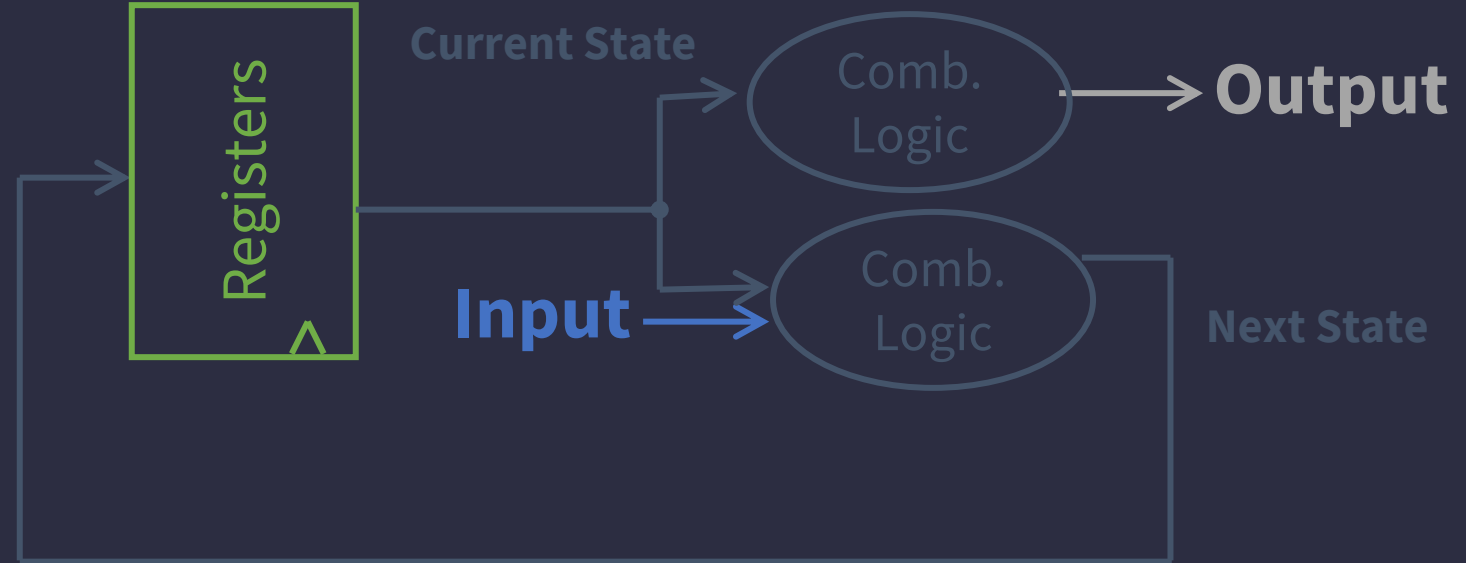 Registers
Current State
Comb.
Logic
Output
Input
Comb.
Logic
Next State